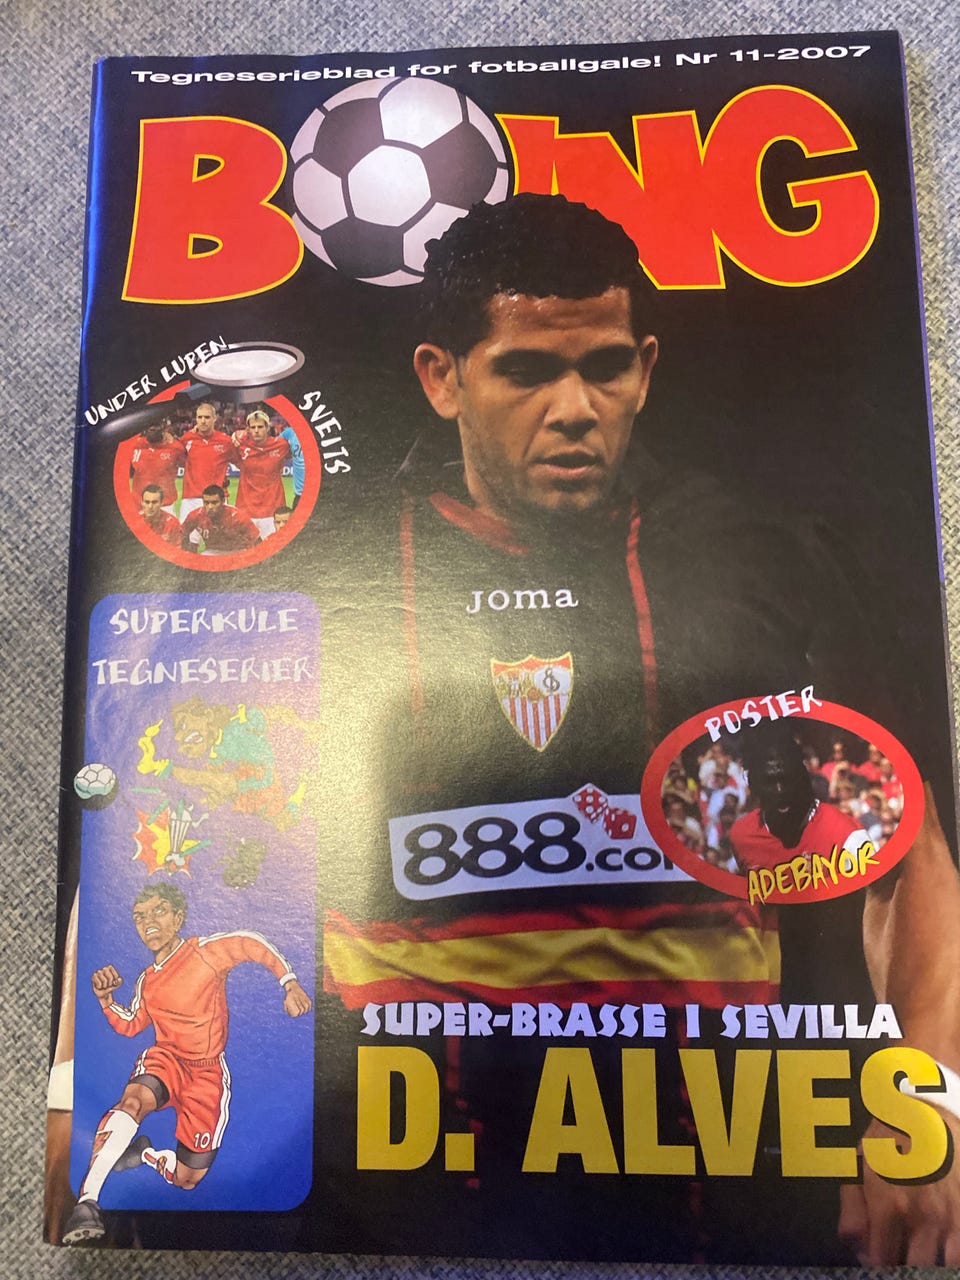 Tegneserieblad for fotballgale! Nr 11-2007
BOING
UNDER LUPEN
SVEITS
SUPERKULE
TEGNESERIER
JOMA
POSTER
888.co
ADEBAYOR
SUPER-BRASSE I SEVILLA
D. ALVES
10